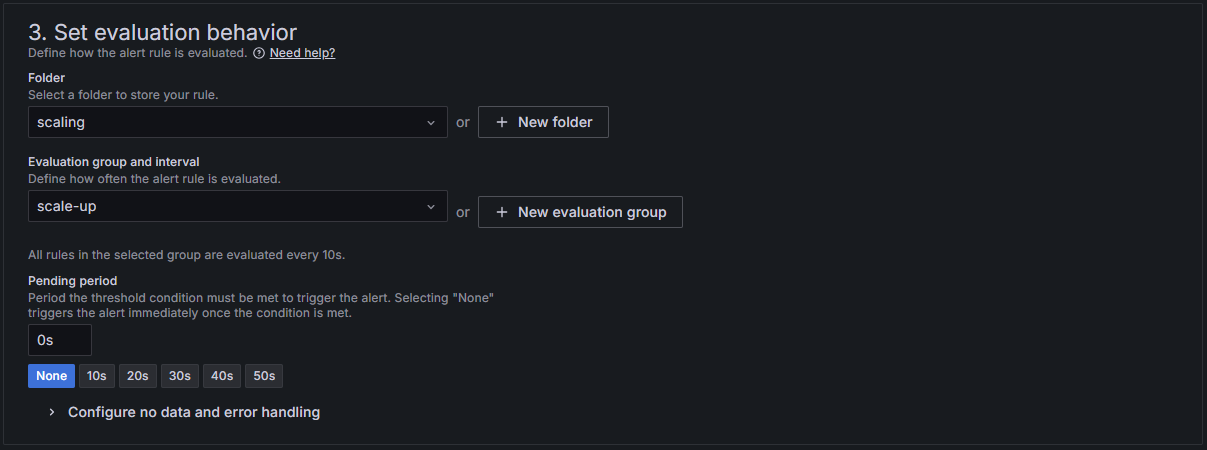 3. Set evaluation behavior
Define how the alert rule is evaluated. Need help?
Folder
Select a folder to store your rule.
scaling or + New folder
Evaluation group and interval
Define how often the alert rule is evaluated.
scale-up or + New evaluation group
All rules in the selected group are evaluated every 10s.
Pending period
Period the threshold condition must be met to trigger the alert. Selecting "None"
triggers the alert immediately once the condition is met.
0s
None 10s 20s 30s 40s 50s
Configure no data and error handling